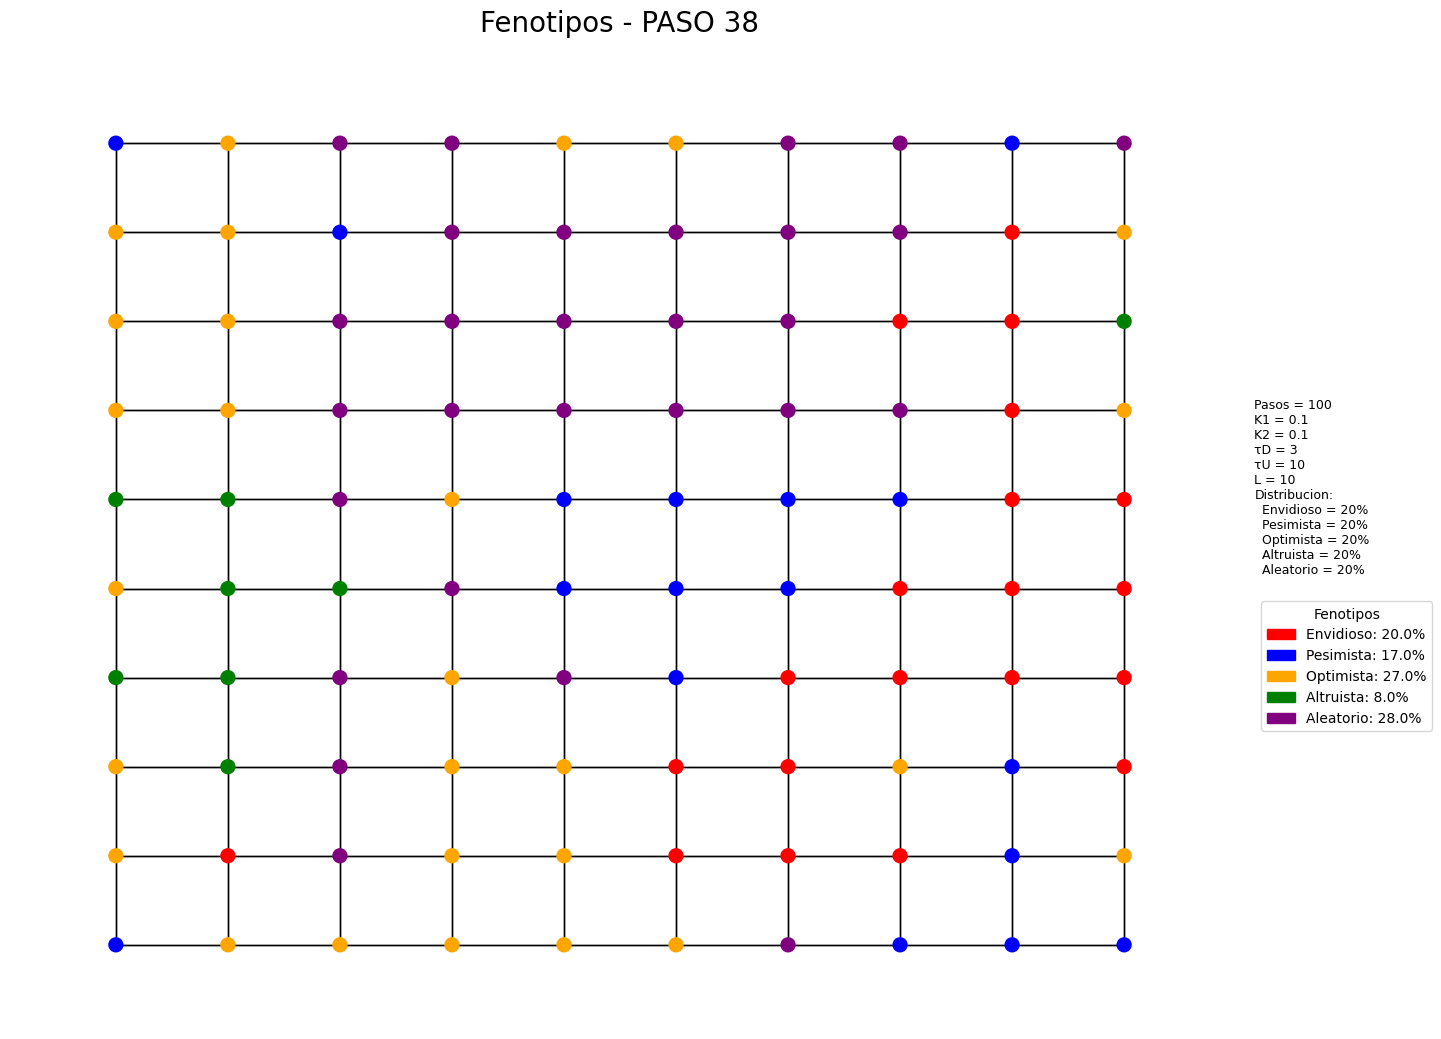 Fenotipos - PASO 38
Pasos = 100
K1 = 0.1
K2 = 0.1
τD = 3
τU = 10
L = 10
Distribucion:
Envidioso = 20%
Pesimista = 20%
Optimista = 20%
Altruista = 20%
Aleatorio = 20%
Fenotipos
Envidioso: 20.0%
Pesimista: 17.0%
Optimista: 27.0%
Altruista: 8.0%
Aleatorio: 28.0%